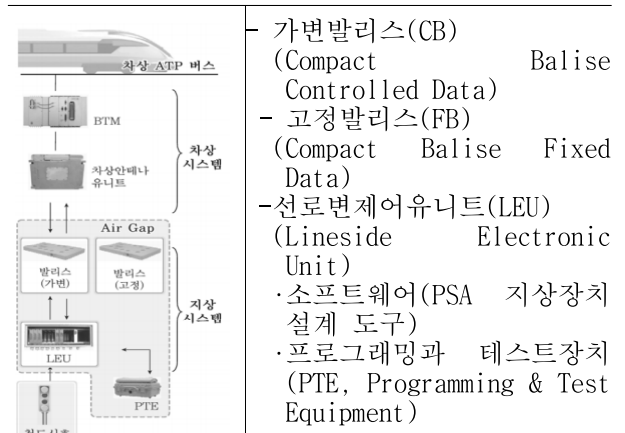 차상 ATP 버스
BTM
차상안테나
유니트
차상
시스템
Air Gap
발리스
(가변)
발리스
(고정)
지상
시스템
LEU
PTE
- 가변발리스(CB)
(Compact Balise
Controlled Data)
- 고정발리스(FB)
(Compact Balise Fixed
Data)
-선로변제어유니트(LEU)
(Lineside Electronic
Unit)
·소프트웨어(PSA 지상장치
설계 도구)
·프로그래밍과 테스트장치
(PTE, Programming & Test
Equipment)